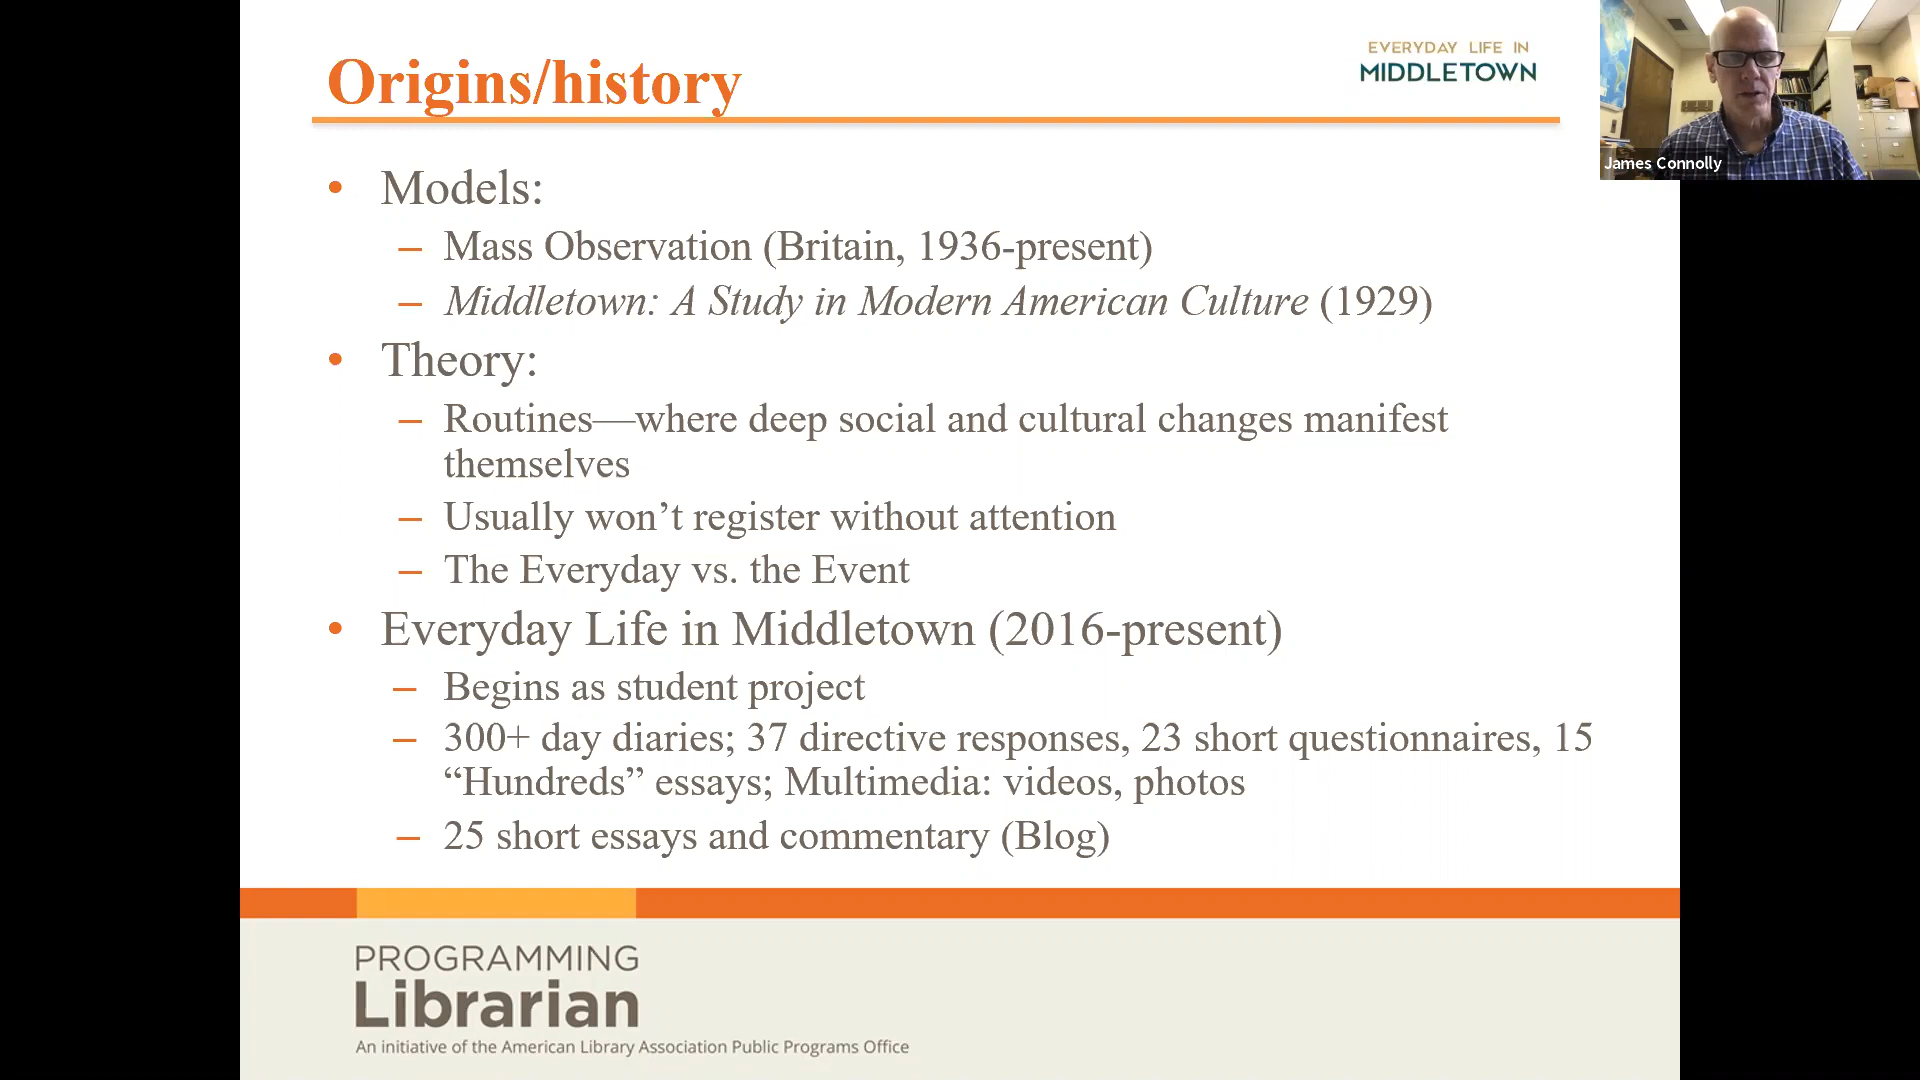 Origins/history
EVERYDAY LIFE IN
MIDDLETOWN
James Connolly
• Models:
– Mass Observation (Britain, 1936-present)
– Middletown: A Study in Modern American Culture (1929)
• Theory:
– Routines—where deep social and cultural changes manifest
themselves
– Usually won’t register without attention
– The Everyday vs. the Event
• Everyday Life in Middletown (2016-present)
– Begins as student project
– 300+ day diaries; 37 directive responses, 23 short questionnaires, 15
“Hundreds” essays; Multimedia: videos, photos
– 25 short essays and commentary (Blog)
PROGRAMMING
Librarian
An initiative of the American Library Association Public Programs Office